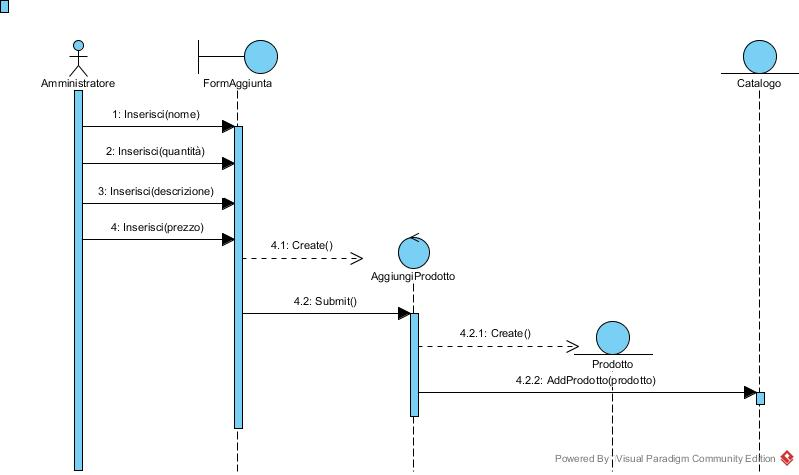 Amministratore
FormAggiunta
Catalogo
1: Inserisci(nome)
2: Inserisci(quantità)
3: Inserisci(descrizione)
4: Inserisci(prezzo)
4.1: Create()
AggiungiProdotto
4.2: Submit()
4.2.1: Create()
Prodotto
4.2.2: AddProdotto(prodotto)
Powered By Visual Paradigm Community Edition